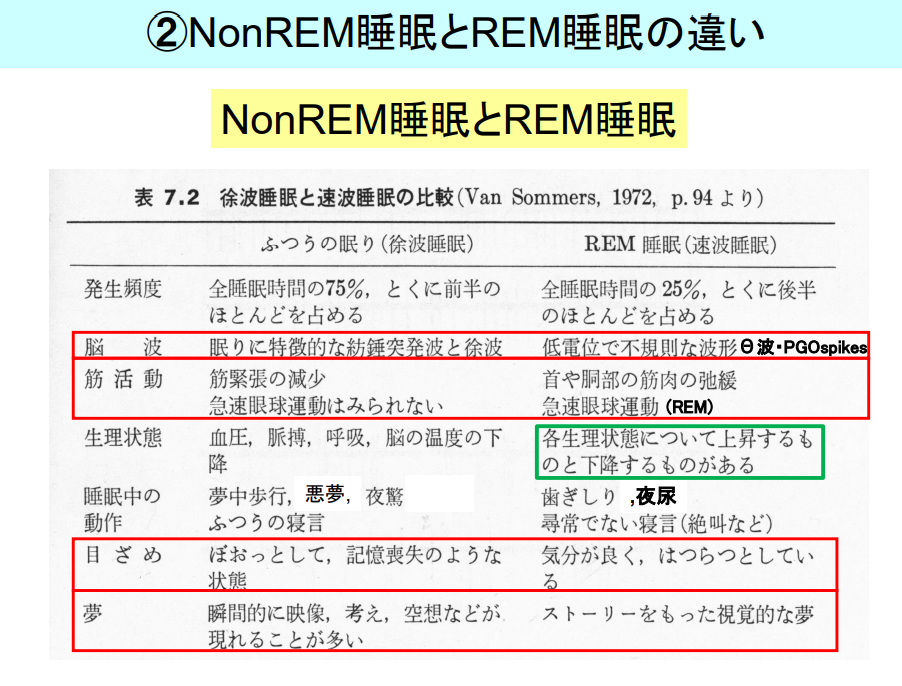 ②NonREM睡眠とREM睡眠の違い
NonREM睡眠とREM睡眠
表 7.2 徐波睡眠と速波睡眠の比較(Van Sommers, 1972, p.94 より)
ふつうの眠り(徐波睡眠) REM 睡眠(速波睡眠)
発生頻度 全睡眠時間の75%, とくに前半の 全睡眠時間の 25%, とくに後半
ほとんどを占める のほとんどを占める
脳波 眠りに特徴的な紡錘突発波と徐波 低電位で不規則な波形 Θ波・PGOspikes
筋活動 筋緊張の減少 首や胴部の筋肉の弛緩
急速眼球運動はみられない 急速眼球運動 (REM)
生理状態 血圧, 脈搏, 呼吸, 脳の温度の下 各生理状態について上昇するも
降 のと下降するものがある
睡眠中の 夢中歩行, 悪夢, 夜驚 歯ぎしり ,夜尿
動作 ふつうの寝言 尋常でない寝言(絶叫など)
目ざめ ぼおっとして, 記憶喪失のような 気分が良く, はつらつとしてい
状態 る
夢 瞬間的に映像, 考え, 空想などが ストーリーをもった視覚的な夢
現れることが多い